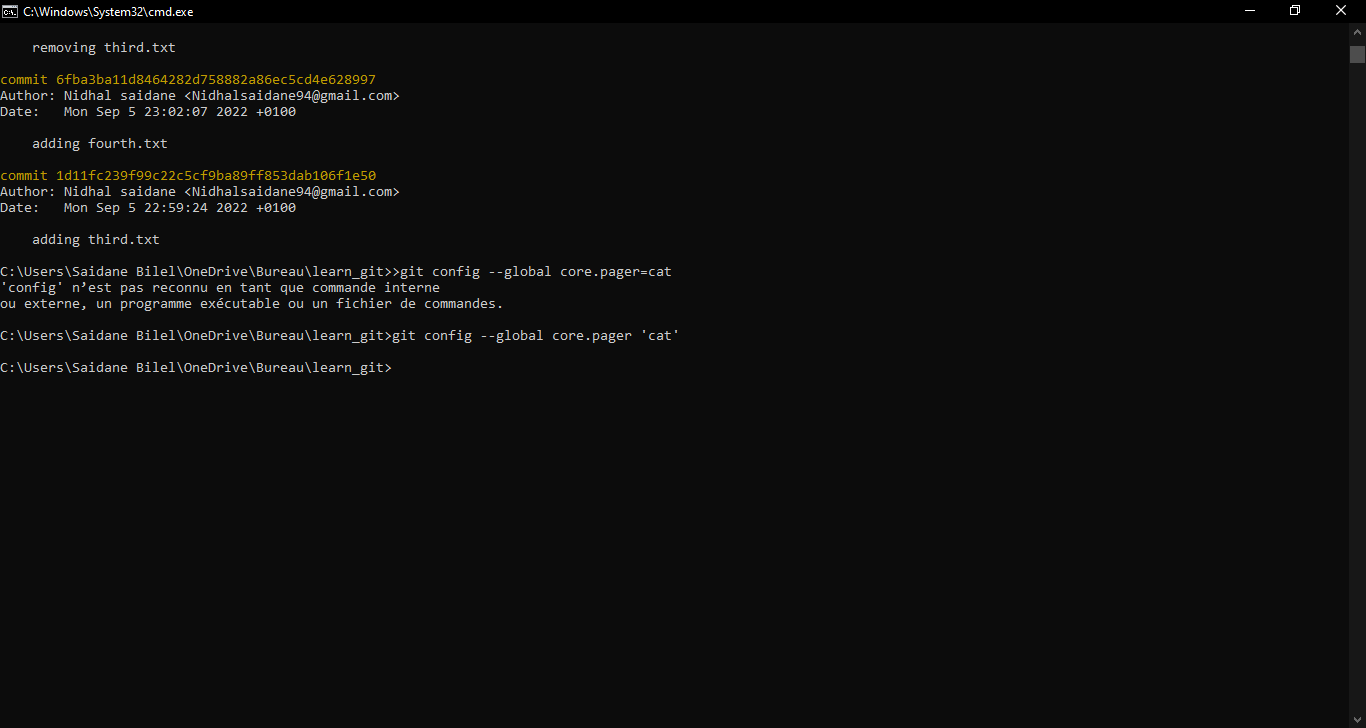 C:\Windows\System32\cmd.exe
removing third.txt
commit 6fba3ba11d8464282d758882a86ec5cd4e628997
Author: Nidhal saidane <Nidhalsaidane94@gmail.com>
Date:   Mon Sep 5 23:02:07 2022 +0100
adding fourth.txt
commit 1d11fc239f99c22c5cf9ba89ff853dab106f1e50
Author: Nidhal saidane <Nidhalsaidane94@gmail.com>
Date:   Mon Sep 5 22:59:24 2022 +0100
adding third.txt
C:\Users\Saidane Bilel\OneDrive\Bureau\learn_git>>git config --global core.pager=cat
'config' n’est pas reconnu en tant que commande interne
ou externe, un programme exécutable ou un fichier de commandes.
C:\Users\Saidane Bilel\OneDrive\Bureau\learn_git>git config --global core.pager 'cat'
C:\Users\Saidane Bilel\OneDrive\Bureau\learn_git>